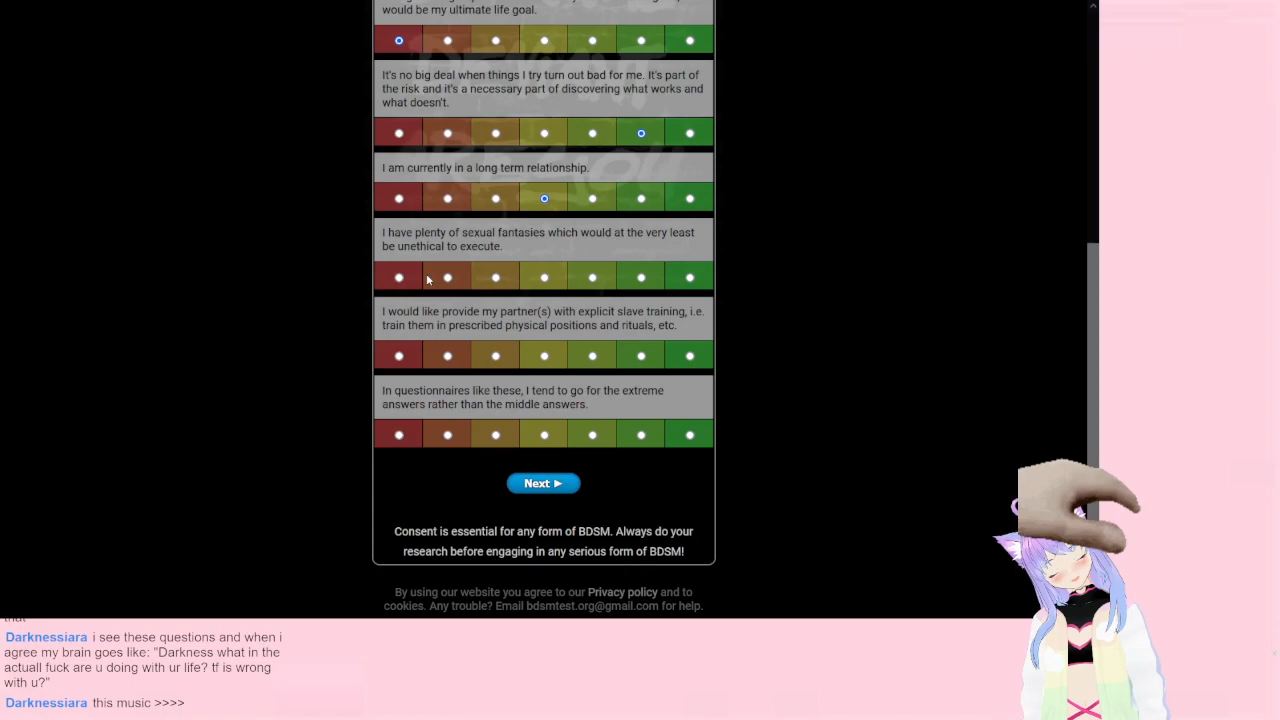 would be my ultimate life goal.
It's no big deal when things I try turn out bad for me. It's part of
the risk and it's a necessary part of discovering what works and
what doesn't.
I am currently in a long term relationship.
I have plenty of sexual fantasies which would at the very least
be unethical to execute.
I would like provide my partner(s) with explicit slave training, i.e.
train them in prescribed physical positions and rituals, etc.
In questionnaires like these, I tend to go for the extreme
answers rather than the middle answers.
Next
Consent is essential for any form of BDSM. Always do your
research before engaging in any serious form of BDSM!
By using our website you agree to our Privacy policy and to
cookies. Any trouble? Email bdsmtest.org@gmail.com for help.
that
Darknessiara i see these questions and when i
agree my brain goes like: "Darkness what in the
actuall fuck are u doing with ur life? tf is wrong
with u?"
Darknessiara this music >>>>